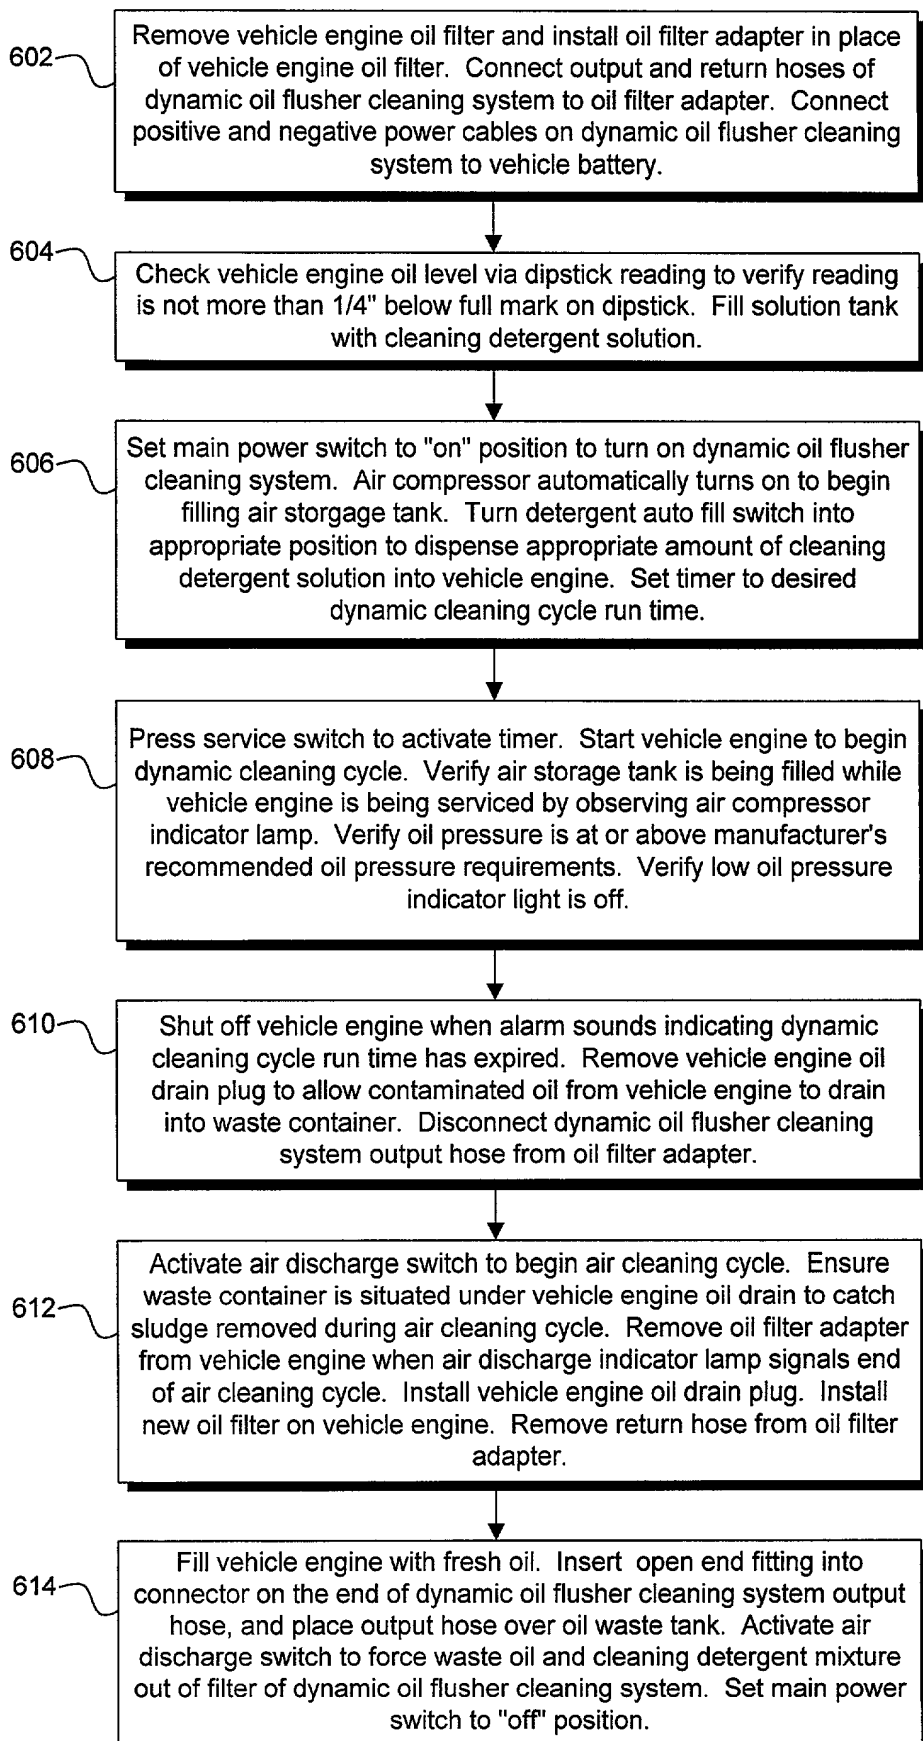 602
Remove vehicle engine oil filter and install oil filter adapter in place
of vehicle engine oil filter. Connect output and return hoses of
dynamic oil flusher cleaning system to oil filter adapter. Connect
positive and negative power cables on dynamic oil flusher cleaning
system to vehicle battery.
604
Check vehicle engine oil level via dipstick reading to verify reading
is not more than 1/4" below full mark on dipstick. Fill solution tank
with cleaning detergent solution.
606
Set main power switch to "on" position to turn on dynamic oil flusher
cleaning system. Air compressor automatically turns on to begin
filling air storgage tank. Turn detergent auto fill switch into
appropriate position to dispense appropriate amount of cleaning
detergent solution into vehicle engine. Set timer to desired
dynamic cleaning cycle run time.
608
Press service switch to activate timer. Start vehicle engine to begin
dynamic cleaning cycle. Verify air storage tank is being filled while
vehicle engine is being serviced by observing air compressor
indicator lamp. Verify oil pressure is at or above manufacturer's
recommended oil pressure requirements. Verify low oil pressure
indicator light is off.
610
Shut off vehicle engine when alarm sounds indicating dynamic
cleaning cycle run time has expired. Remove vehicle engine oil
drain plug to allow contaminated oil from vehicle engine to drain
into waste container. Disconnect dynamic oil flusher cleaning
system output hose from oil filter adapter.
612
Activate air discharge switch to begin air cleaning cycle. Ensure
waste container is situated under vehicle engine oil drain to catch
sludge removed during air cleaning cycle. Remove oil filter adapter
from vehicle engine when air discharge indicator lamp signals end
of air cleaning cycle. Install vehicle engine oil drain plug. Install
new oil filter on vehicle engine. Remove return hose from oil filter
adapter.
614
Fill vehicle engine with fresh oil. Insert open end fitting into
connector on the end of dynamic oil flusher cleaning system output
hose, and place output hose over oil waste tank. Activate air
discharge switch to force waste oil and cleaning detergent mixture
out of filter of dynamic oil flusher cleaning system. Set main power
switch to "off" position.